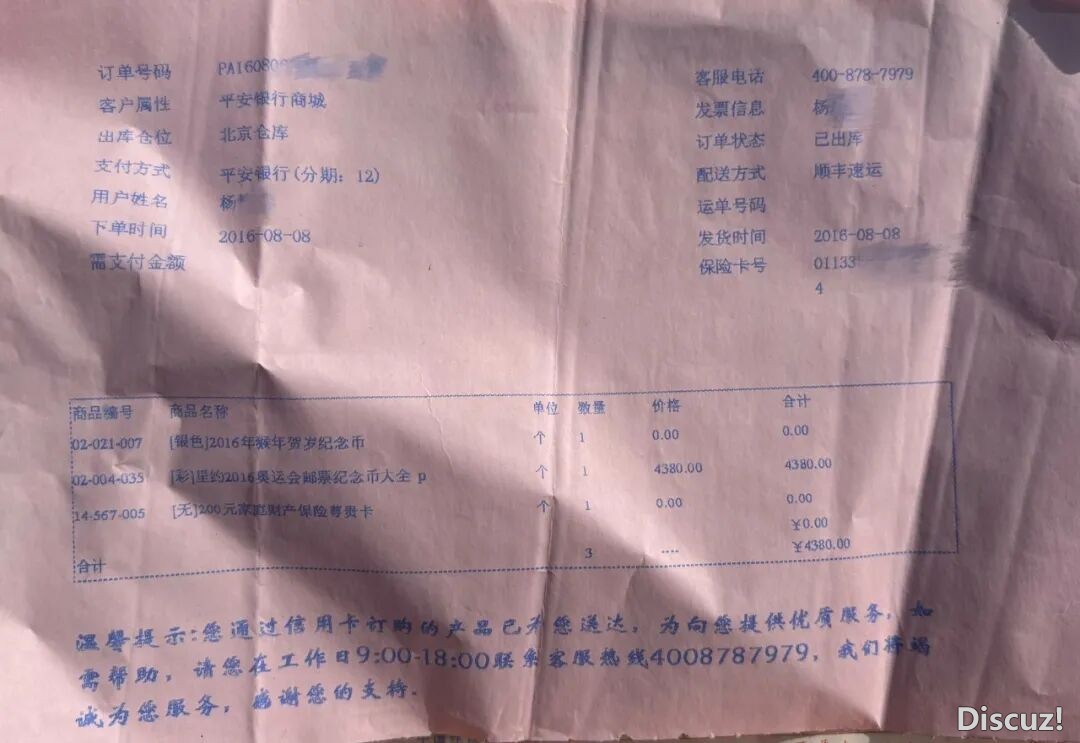 订单号码 PA160808
客户属性 平安银行商城
出库仓位 北京仓库
支付方式 平安银行(分期: 12)
用户姓名 杨
下单时间 2016-08-08
需支付金额
客服电话 400-878-7979
发票信息 杨
订单状态 已出库
配送方式 顺丰速运
运单号码
发货时间 2016-08-08
保险卡号 01133
4
商品编号 商品名称 单位 数量 价格 合计
02-021-007 [银色]2016年猴年贺岁纪念币 个 1 0.00 0.00
02-004-035 [彩]里约2016奥运会邮票纪念币大全 p 个 1 4380.00 4380.00
14-567-005 [无]200元家庭财产保险尊贵卡 个 1 0.00 0.00
¥0.00
合计 3 .... ¥4380.00
温馨提示:您通过信用卡订购的产品已为您送达, 为向您提供优质服务, 如
需帮助, 请您在工作日9:00-18:00联系客服热线4008787979, 我们将竭
诚为您服务, 感谢您的支持.
Discuz!